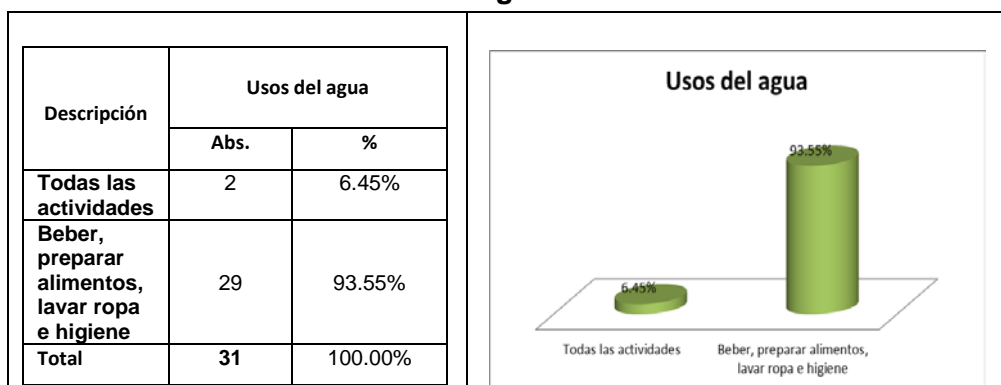 Descripción
Usos del agua
Abs.
%
Todas las
actividades
2
6.45%
Beber,
preparar
alimentos,
lavar ropa
e higiene
29
93.55%
Total
31
100.00%
Usos del agua
93.55%
6.45%
Todas las actividades
Beber, preparar alimentos,
lavar ropa e higiene